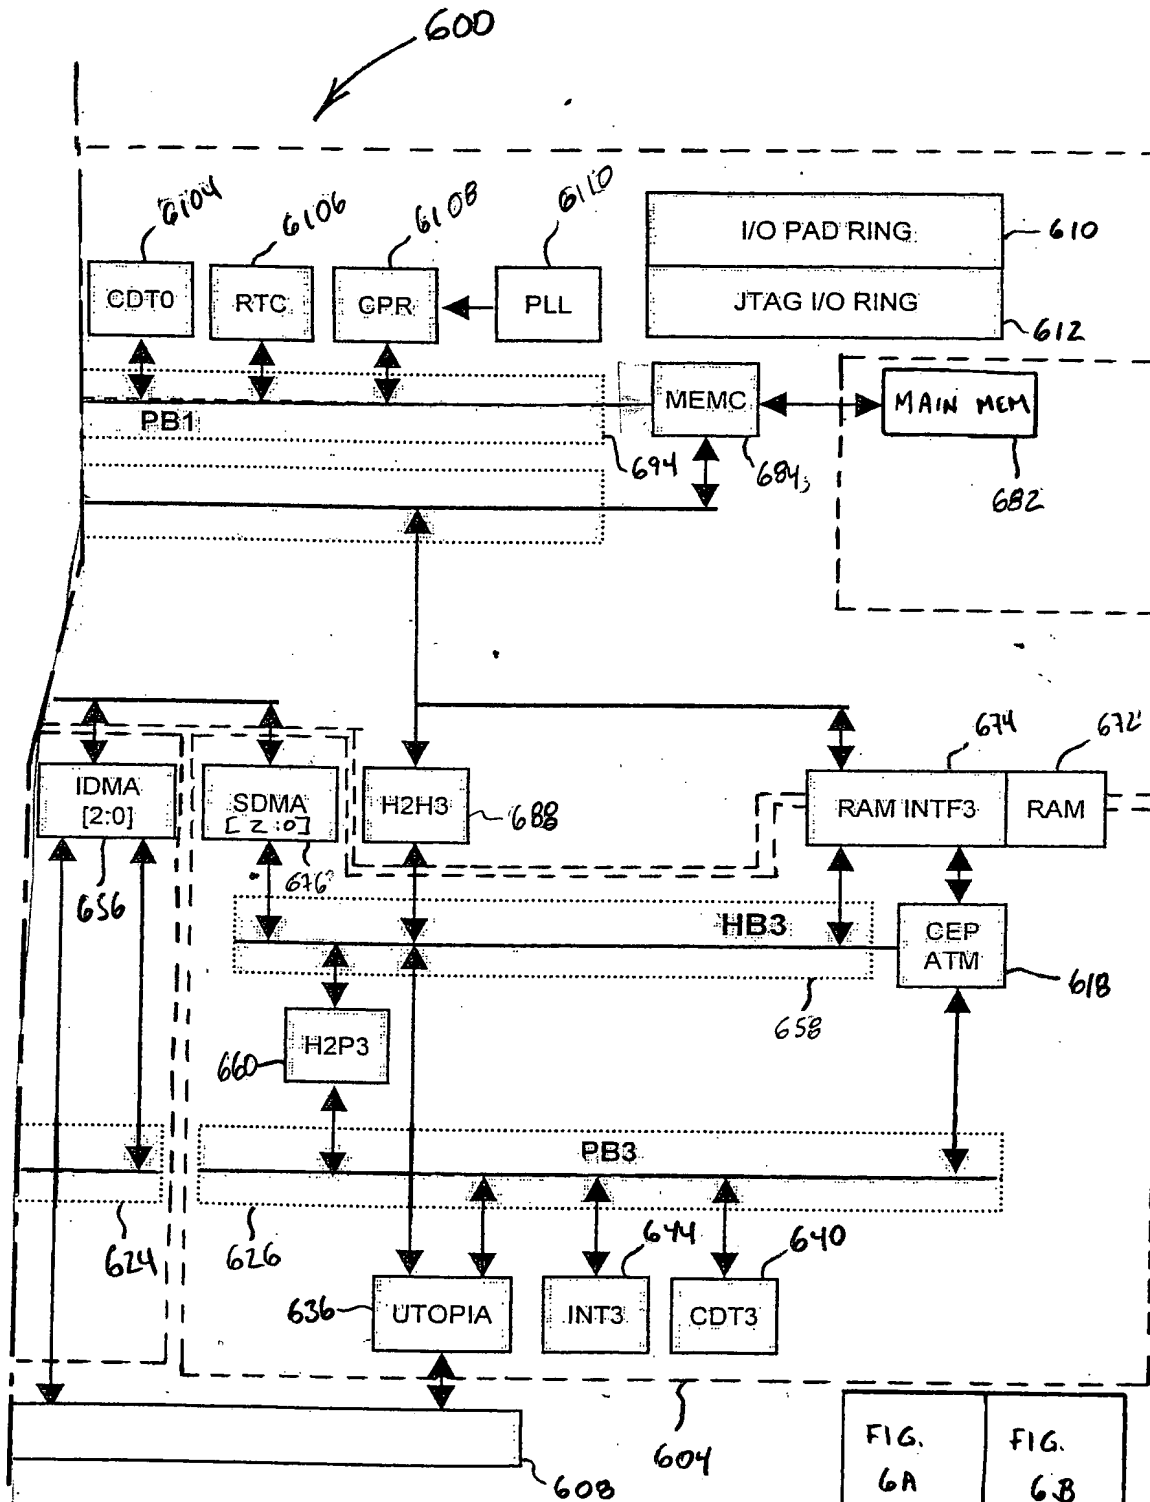 600
6104
6106
6108
6110
I/O PAD RING
610
CDT0
RTC
CPR
PLL
JTAG I/O RING
612
MEMC
MAIN MEM
PB1
694
684
682
674
672
IDMA
[2:0]
SDMA
[2:0]
H2H3
688
RAM INTF3
RAM
656
676
HB3
CEP
ATM
618
658
H2P3
660
PB3
624
626
644
640
636
UTOPIA
INT3
CDT3
604
608
FIG.
6A
FIG.
6B